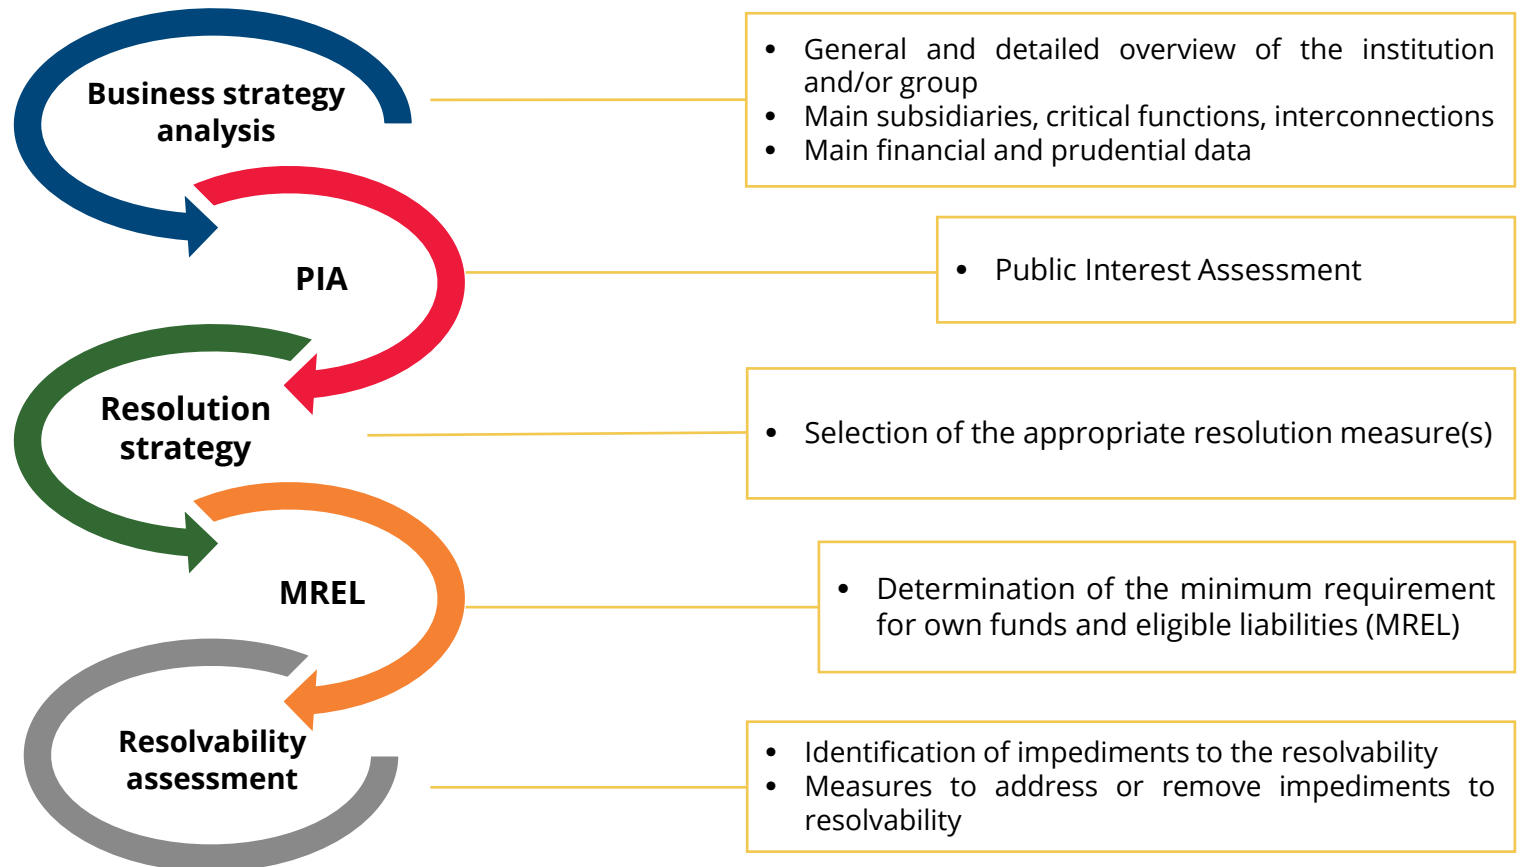 Business strategy
analysis
• General and detailed overview of the institution
and/or group
• Main subsidiaries, critical functions, interconnections
• Main financial and prudential data
PIA
• Public Interest Assessment
Resolution
strategy
• Selection of the appropriate resolution measure(s)
MREL
• Determination of the minimum requirement
for own funds and eligible liabilities (MREL)
Resolvability
assessment
• Identification of impediments to the resolvability
• Measures to address or remove impediments to
resolvability